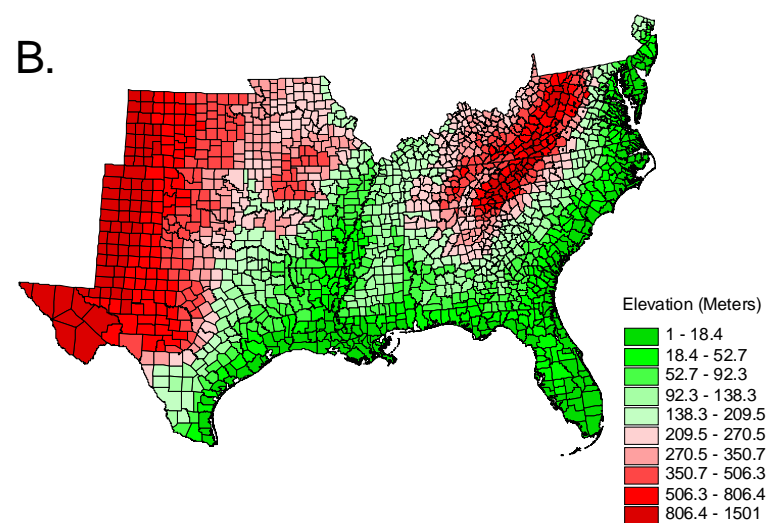 B.
Elevation (Meters)
1 - 18.4
18.4 - 52.7
52.7 - 92.3
92.3 - 138.3
138.3 - 209.5
209.5 - 270.5
270.5 - 350.7
350.7 - 506.3
506.3 - 806.4
806.4 - 1501